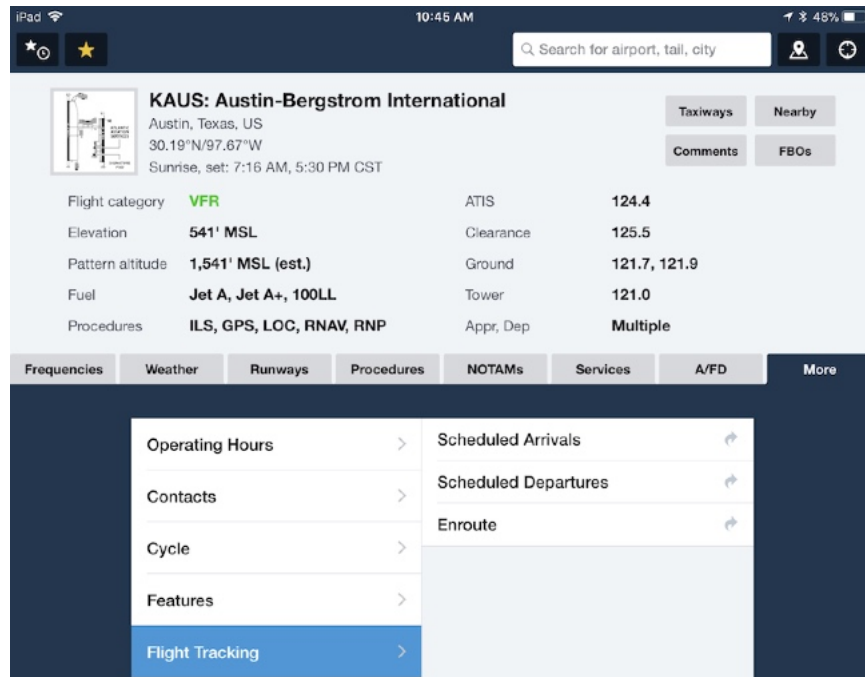 iPad 10:45 AM 48%
Search for airport, tail, city
KAUS: Austin-Bergstrom International
Austin, Texas, US
30.19°N/97.67°W
Sunrise, set: 7:16 AM, 5:30 PM CST
Taxiways Nearby
Comments FBOs
Flight category VFR ATIS 124.4
Elevation 541' MSL Clearance 125.5
Pattern altitude 1,541' MSL (est.) Ground 121.7, 121.9
Fuel Jet A, Jet A+, 100LL Tower 121.0
Procedures ILS, GPS, LOC, RNAV, RNP Appr, Dep Multiple
Frequencies Weather Runways Procedures NOTAMs Services A/FD More
Operating Hours
Contacts
Cycle
Features
Flight Tracking
Scheduled Arrivals
Scheduled Departures
Enroute